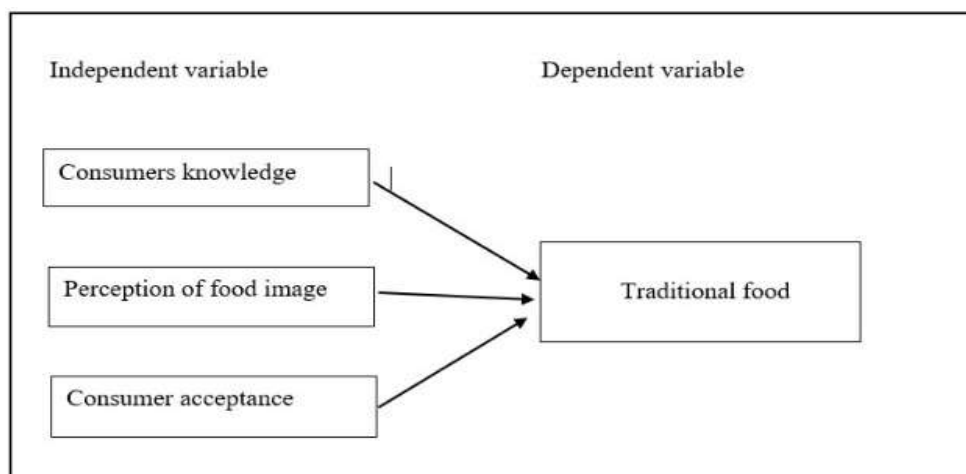 Independent variable
Dependent variable
Consumers knowledge
Perception of food image
Traditional food
Consumer acceptance